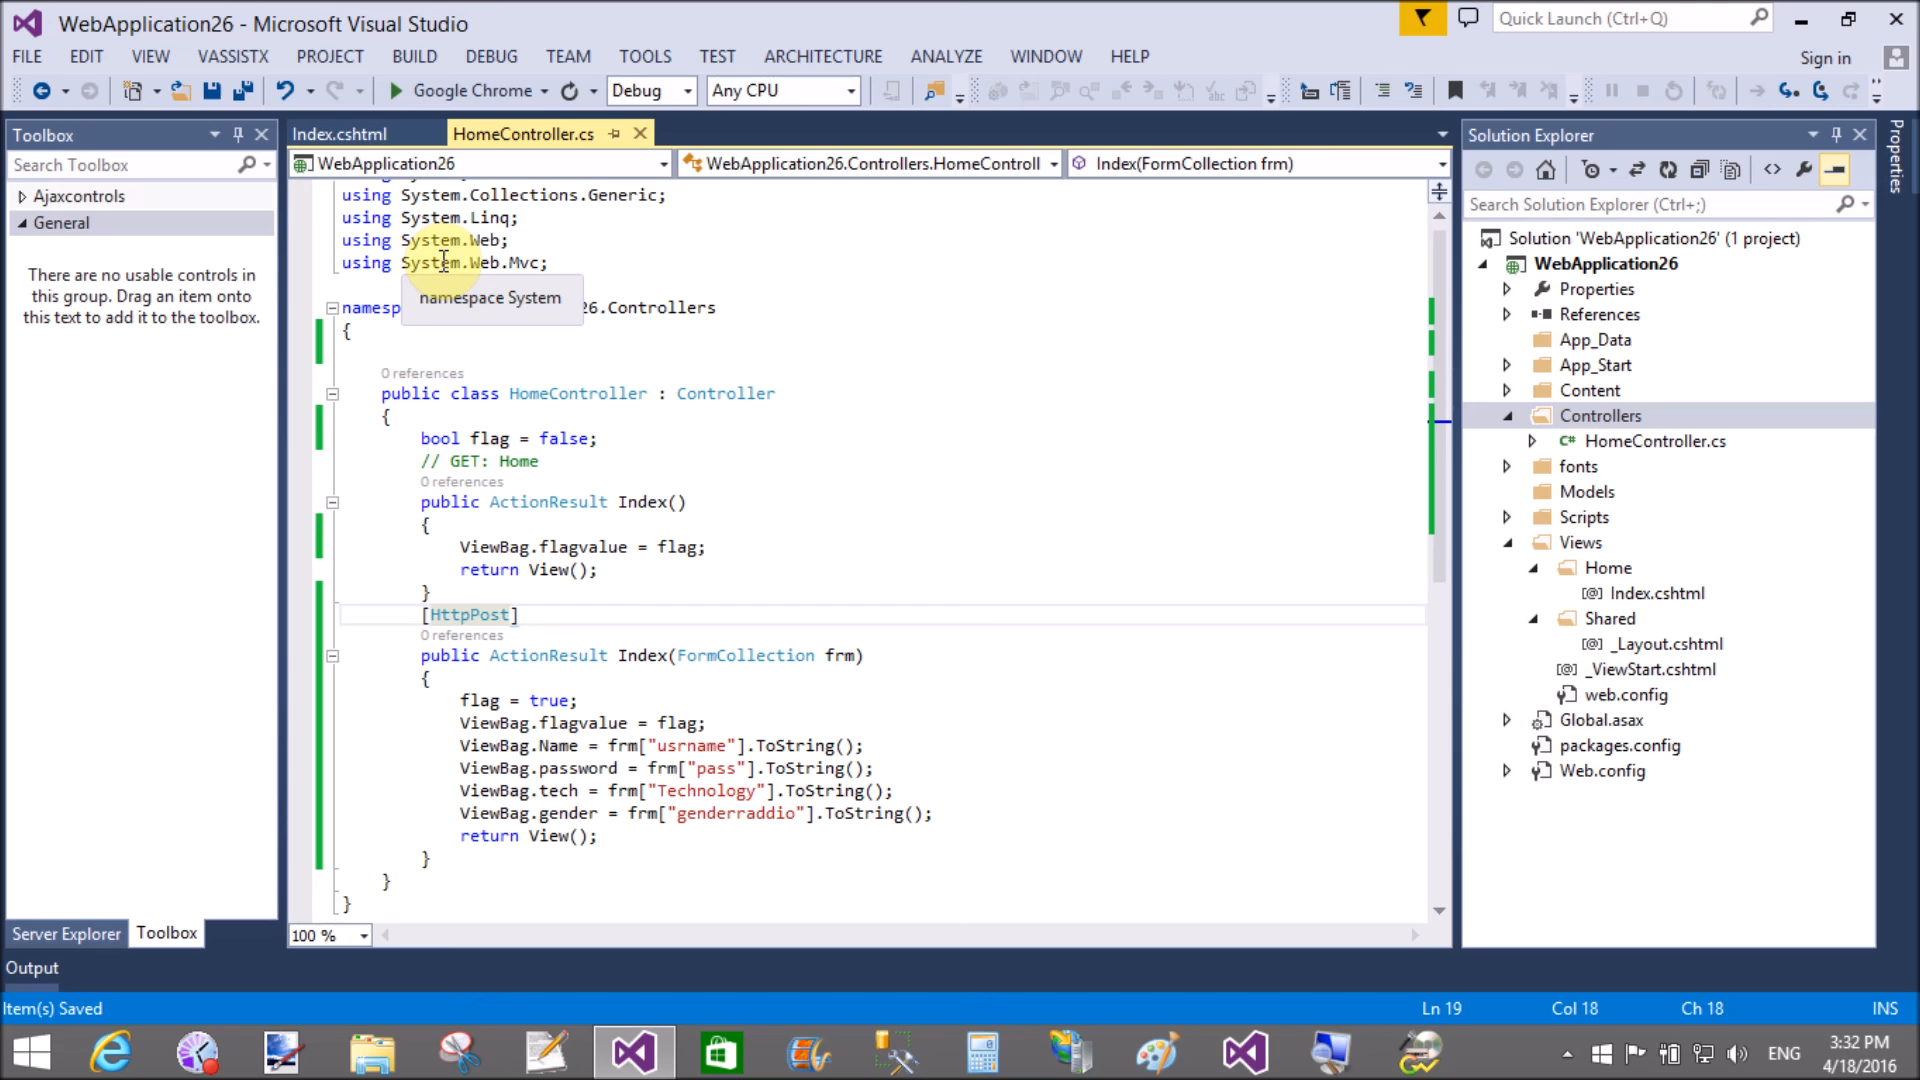 WebApplication26 - Microsoft Visual Studio
Quick Launch (Ctrl+Q)
FILE EDIT VIEW VASSISTX PROJECT BUILD DEBUG TEAM TOOLS TEST ARCHITECTURE ANALYZE WINDOW HELP
Sign in
Google Chrome Debug Any CPU
Toolbox
Search Toolbox
Ajaxcontrols
General
There are no usable controls in
this group. Drag an item onto
this text to add it to the toolbox.
Server Explorer Toolbox
Index.cshtml HomeController.cs
WebApplication26 WebApplication26.Controllers.HomeControll Index(FormCollection frm)
using System.Collections.Generic;
using System.Linq;
using System.Web;
using System.Web.Mvc;
namespace System
namesp 26.Controllers
{
0 references
public class HomeController : Controller
{
bool flag = false;
// GET: Home
0 references
public ActionResult Index()
{
ViewBag.flagvalue = flag;
return View();
}
[HttpPost]
0 references
public ActionResult Index(FormCollection frm)
{
flag = true;
ViewBag.flagvalue = flag;
ViewBag.Name = frm["usrname"].ToString();
ViewBag.password = frm["pass"].ToString();
ViewBag.tech = frm["Technology"].ToString();
ViewBag.gender = frm["genderraddio"].ToString();
return View();
}
}
}
100 %
Solution Explorer
Search Solution Explorer (Ctrl+;)
Solution 'WebApplication26' (1 project)
WebApplication26
Properties
References
App_Data
App_Start
Content
Controllers
C# HomeController.cs
fonts
Models
Scripts
Views
Home
[@] Index.cshtml
Shared
[@] _Layout.cshtml
[@] _ViewStart.cshtml
web.config
Global.asax
packages.config
Web.config
Properties
Output
Item(s) Saved Ln 19 Col 18 Ch 18 INS
ENG
3:32 PM
4/18/2016